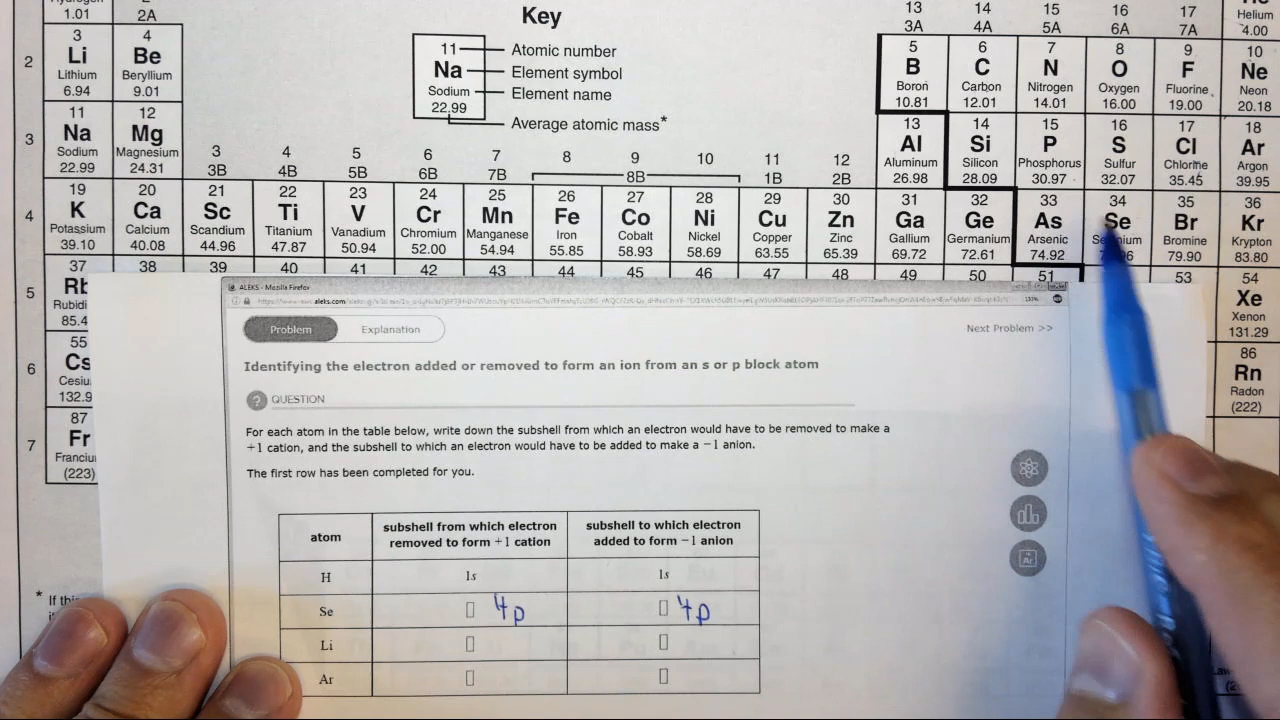 1.01 2A Key 13 14 15 16 17 Helium
3A 4A 5A 6A 7A 4.00
2
3 4 11 Atomic number 5 6 7 8 9 10
Li Be Na Element symbol B C N O F Ne
Lithium Beryllium Sodium Element name Boron Carbon Nitrogen Oxygen Fluorine Neon
6.94 9.01 22.99 Average atomic mass* 10.81 12.01 14.01 16.00 19.00 20.18
3
11 12 13 14 15 16 17 18
Na Mg Al Si P S Cl Ar
Sodium Magnesium Aluminum Silicon Phosphorus Sulfur Chlorine Argon
22.99 24.31 26.98 28.09 30.97 32.07 35.45 39.95
3 4 5 6 7 8 9 10 11 12
3B 4B 5B 6B 7B 8B 1B 2B
4
19 20 21 22 23 24 25 26 27 28 29 30 31 32 33 34 35 36
K Ca Sc Ti V Cr Mn Fe Co Ni Cu Zn Ga Ge As Se Br Kr
Potassium Calcium Scandium Titanium Vanadium Chromium Manganese Iron Cobalt Nickel Copper Zinc Gallium Germanium Arsenic Bromine Krypton
39.10 40.08 44.96 47.87 50.94 52.00 54.94 55.85 58.93 58.69 63.55 65.39 69.72 72.61 74.92 79.90 83.80
5
37 38 39 40 41 42 43 44 45 46 47 48 49 50 51 53 54
Rb Xe
Xenon
131.29
6
55 86
Cs Rn
Radon
132.9 (222)
7
87
Fr
(223)
* If
ALEKS - Mozilla Firefox
Problem Explanation Next Problem >>
Identifying the electron added or removed to form an ion from an s or p block atom
? QUESTION
For each atom in the table below, write down the subshell from which an electron would have to be removed to make a
+1 cation, and the subshell to which an electron would have to be added to make a −1 anion.
The first row has been completed for you.
atom subshell from which electron removed to form +1 cation subshell to which electron added to form −1 anion
H 1s 1s
Se 4p 4p
Li
Ar
Ar